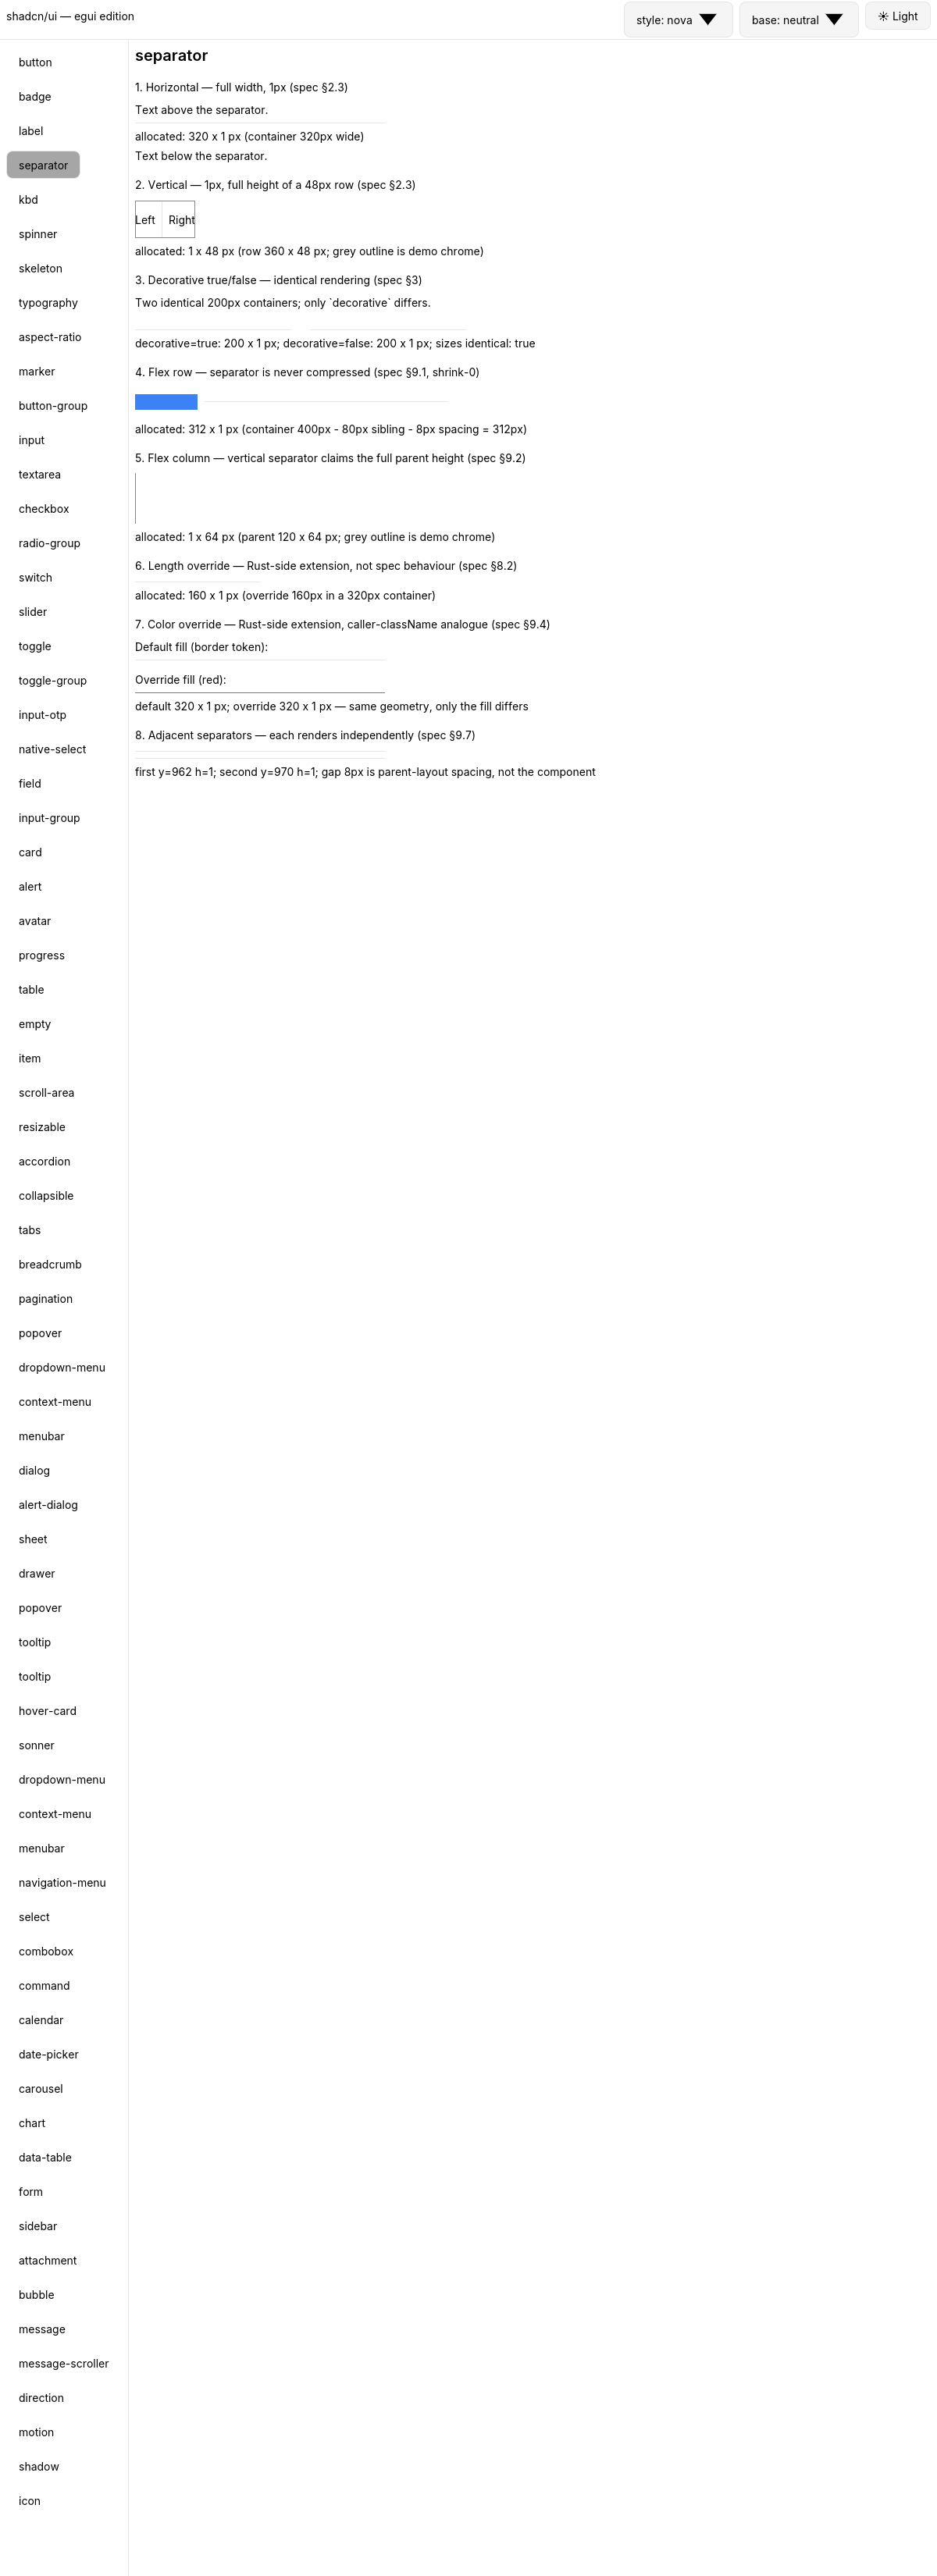 shadcn/ui — egui edition
style: nova
base: neutral
☀ Light
button
badge
label
separator
kbd
spinner
skeleton
typography
aspect-ratio
marker
button-group
input
textarea
checkbox
radio-group
switch
slider
toggle
toggle-group
input-otp
native-select
field
input-group
card
alert
avatar
progress
table
empty
item
scroll-area
resizable
accordion
collapsible
tabs
breadcrumb
pagination
popover
dropdown-menu
context-menu
menubar
dialog
alert-dialog
sheet
drawer
popover
tooltip
tooltip
hover-card
sonner
dropdown-menu
context-menu
menubar
navigation-menu
select
combobox
command
calendar
date-picker
carousel
chart
data-table
form
sidebar
attachment
bubble
message
message-scroller
direction
motion
shadow
icon
separator
1. Horizontal — full width, 1px (spec §2.3)
Text above the separator.
allocated: 320 x 1 px (container 320px wide)
Text below the separator.
2. Vertical — 1px, full height of a 48px row (spec §2.3)
Left
Right
allocated: 1 x 48 px (row 360 x 48 px; grey outline is demo chrome)
3. Decorative true/false — identical rendering (spec §3)
Two identical 200px containers; only `decorative` differs.
decorative=true: 200 x 1 px; decorative=false: 200 x 1 px; sizes identical: true
4. Flex row — separator is never compressed (spec §9.1, shrink-0)
allocated: 312 x 1 px (container 400px - 80px sibling - 8px spacing = 312px)
5. Flex column — vertical separator claims the full parent height (spec §9.2)
allocated: 1 x 64 px (parent 120 x 64 px; grey outline is demo chrome)
6. Length override — Rust-side extension, not spec behaviour (spec §8.2)
allocated: 160 x 1 px (override 160px in a 320px container)
7. Color override — Rust-side extension, caller-className analogue (spec §9.4)
Default fill (border token):
Override fill (red):
default 320 x 1 px; override 320 x 1 px — same geometry, only the fill differs
8. Adjacent separators — each renders independently (spec §9.7)
first y=962 h=1; second y=970 h=1; gap 8px is parent-layout spacing, not the component